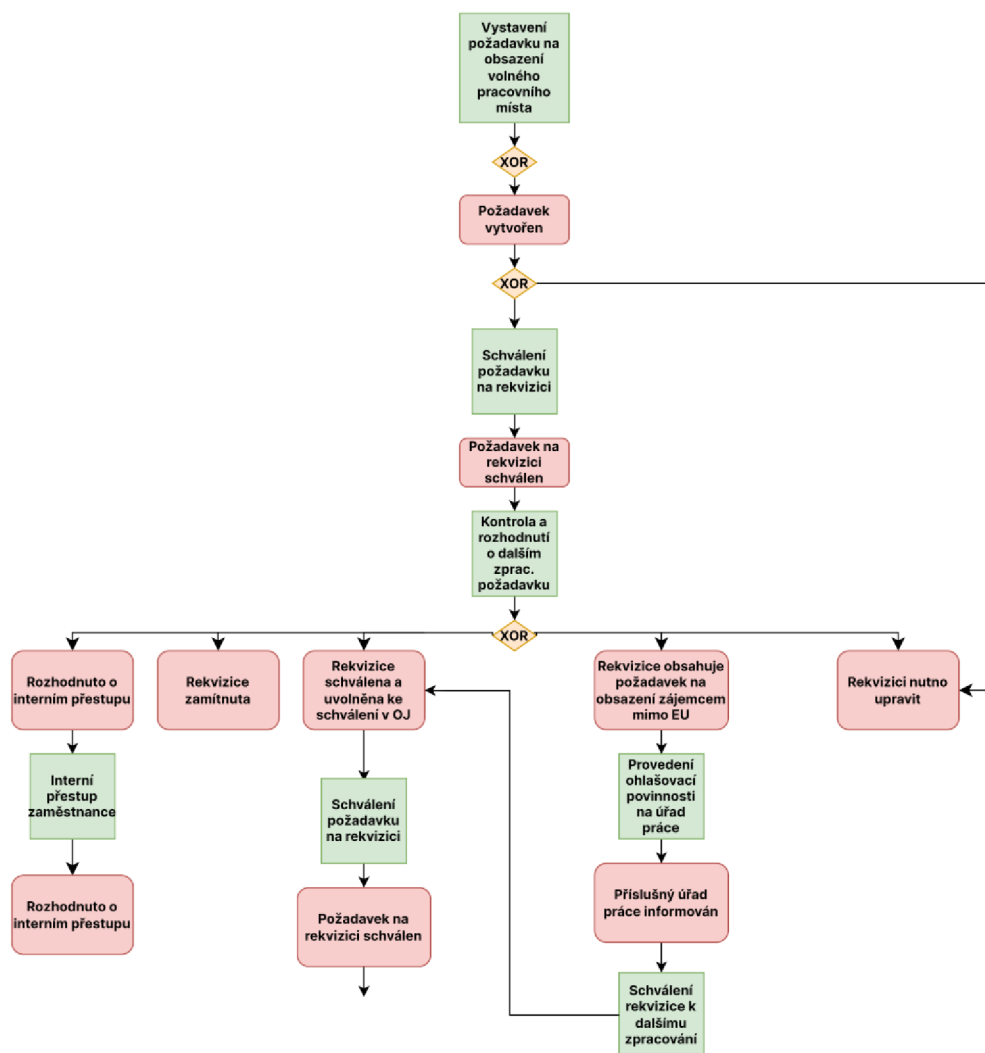 Vystavení
požadavku na
obsazení
volného
pracovního
místa
XOR
Požadavek
vytvořen
XOR
Schválení
požadavku
na rekvizici
Požadavek na
rekvizici
schválen
Kontrola a
rozhodnutí
o dalším
zprac.
požadavku
XOR
Rozhodnuto o
interním přestupu
Rekvizice
zamítnuta
Rekvizice
schválena a
uvolněna ke
schválení v OJ
Rekvizice obsahuje
požadavek na
obsazení zájemcem
mimo EU
Rekvizici nutno
upravit
Interní
přestup
zaměstnance
Schválení
požadavku
na rekvizici
Provedení
ohlašovací
povinnosti
na úřad
práce
Rozhodnuto o
interním přestupu
Požadavek na
rekvizici schválen
Příslušný úřad
práce informován
Schválení
rekvizice k
dalšímu
zpracování